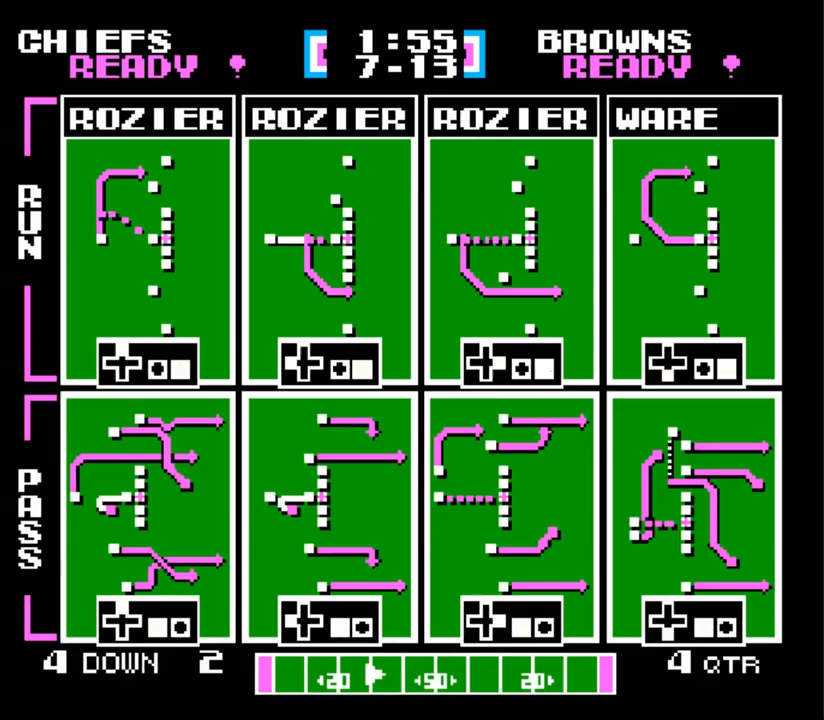 CHIEFS 1:55 BROWNS
READY ! 7-13 READY !
ROZIER ROZIER ROZIER WARE
RUN
PASS
4 DOWN 2 4 QTR
20 50 20